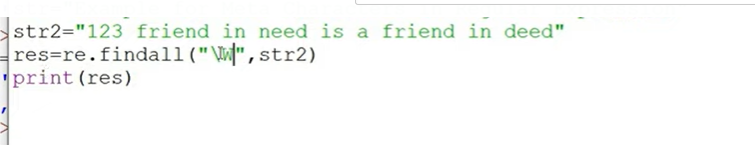 str2="123 friend in need is a friend in deed"
res=re.findall("\W",str2)
print(res)